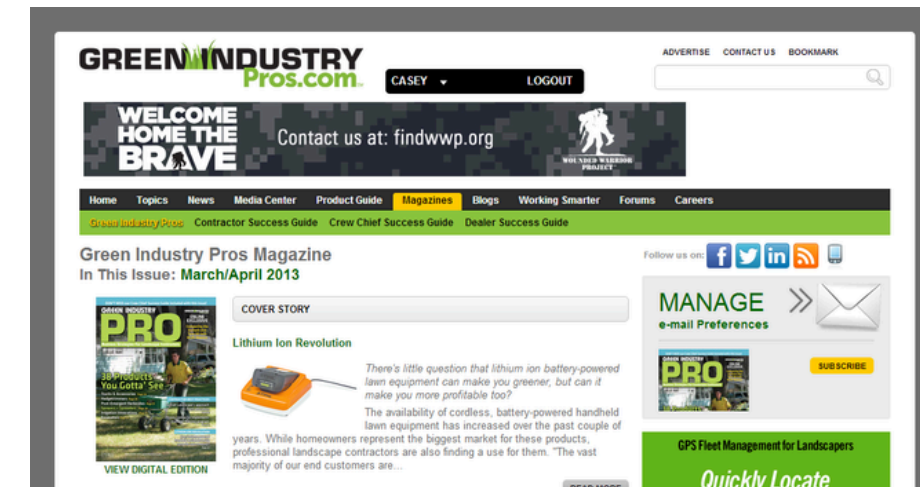 ADVERTISE CONTACT US BOOKMARK
GREEN INDUSTRY
Pros.com
CASEY LOGOUT
WELCOME
HOME THE
BRAVE
Contact us at: findwwp.org
WOUNDED WARRIOR
PROJECT
Home Topics News Media Center Product Guide Magazines Blogs Working Smarter Forums Careers
Green Industry Pros Contractor Success Guide Crew Chief Success Guide Dealer Success Guide
Green Industry Pros Magazine
In This Issue: March/April 2013
GREEN INDUSTRY
PRO
38 Products
You Gotta' See
VIEW DIGITAL EDITION
COVER STORY
Lithium Ion Revolution
There's little question that lithium ion battery-powered
lawn equipment can make you greener, but can it
make you more profitable too?
The availability of cordless, battery-powered handheld
lawn equipment has increased over the past couple of
years. While homeowners represent the biggest market for these products,
professional landscape contractors are also finding a use for them. "The vast
majority of our end customers are...
READ MORE
Follow us on:
MANAGE
e-mail Preferences
PRO
SUBSCRIBE
GPS Fleet Management for Landscapers
Quickly Locate